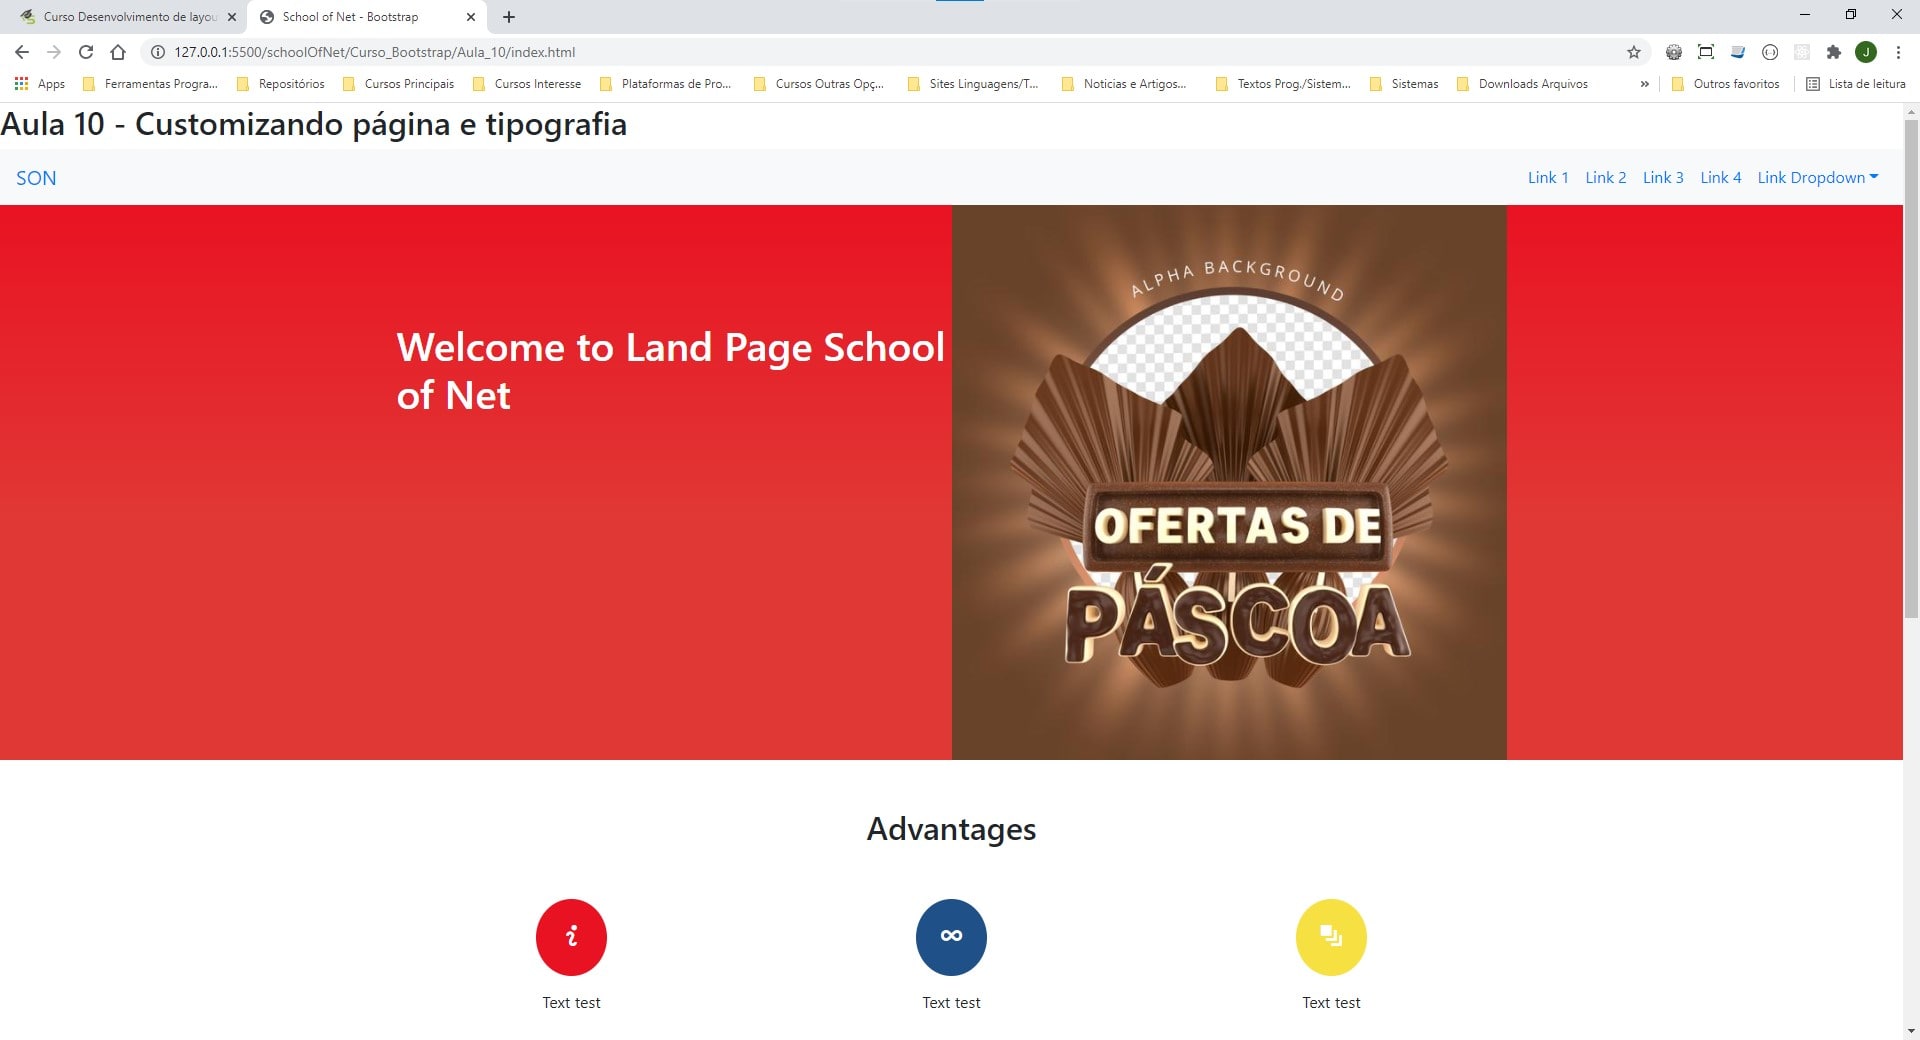 Curso Desenvolvimento de layou
School of Net - Bootstrap
127.0.0.1:5500/schoolOfNet/Curso_Bootstrap/Aula_10/index.html
J
Apps Ferramentas Progra... Repositórios Cursos Principais Cursos Interesse Plataformas de Pro... Cursos Outras Opç... Sites Linguagens/T... Noticias e Artigos... Textos Prog./Sistem... Sistemas Downloads Arquivos » Outros favoritos Lista de leitura
Aula 10 - Customizando página e tipografia
SON Link 1 Link 2 Link 3 Link 4 Link Dropdown
Welcome to Land Page School
of Net
ALPHA BACKGROUND
OFERTAS DE
PÁSCOA
Advantages
Text test Text test Text test